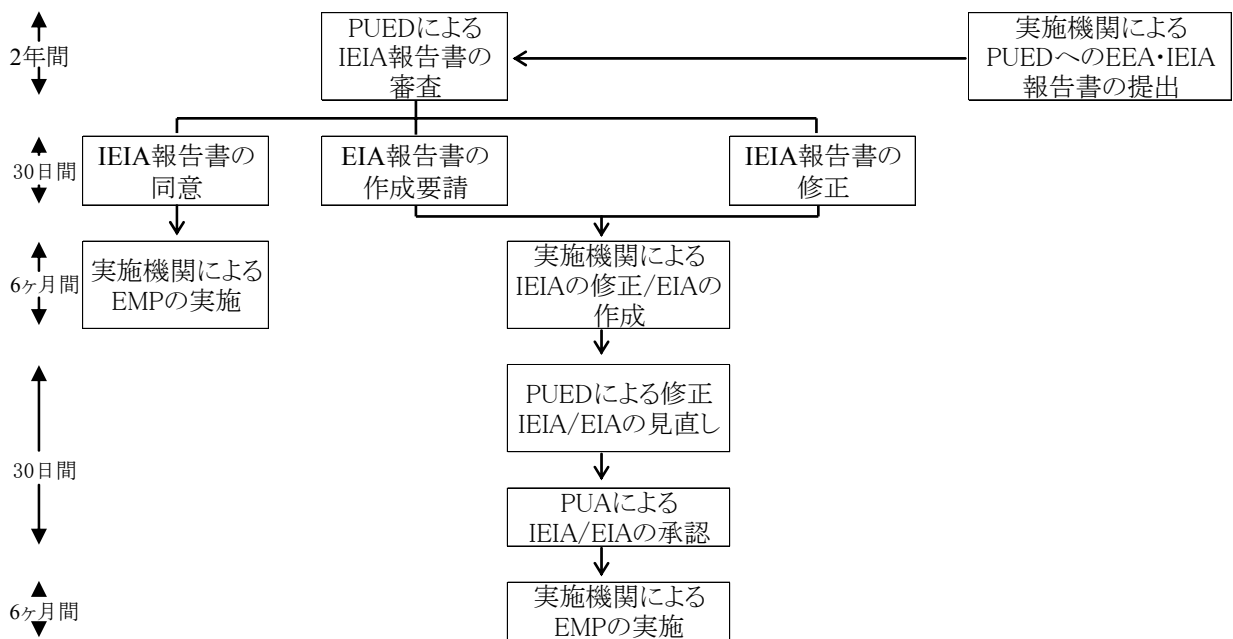 2年間
PUEDによる
IEIA報告書の
審査
実施機関による
PUEDへのEEA・IEIA
報告書の提出
30日間
IEIA報告書の
同意
EIA報告書の
作成要請
IEIA報告書の
修正
6ヶ月間
実施機関による
EMPの実施
実施機関による
IEIAの修正/EIAの
作成
30日間
PUEDによる修正
IEIA/EIAの見直し
PUAによる
IEIA/EIAの承認
6ヶ月間
実施機関による
EMPの実施